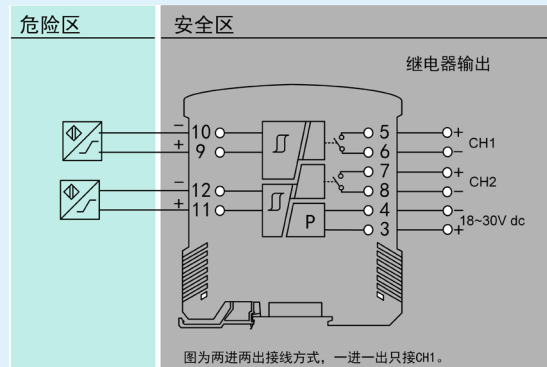 危险区
安全区
继电器输出
− 10
+ 9
− 12
+ 11
P
5 +
6 −
CH1
7 +
8 −
CH2
4 −
3 +
18~30V dc
图为两进两出接线方式，一进一出只接CH1。